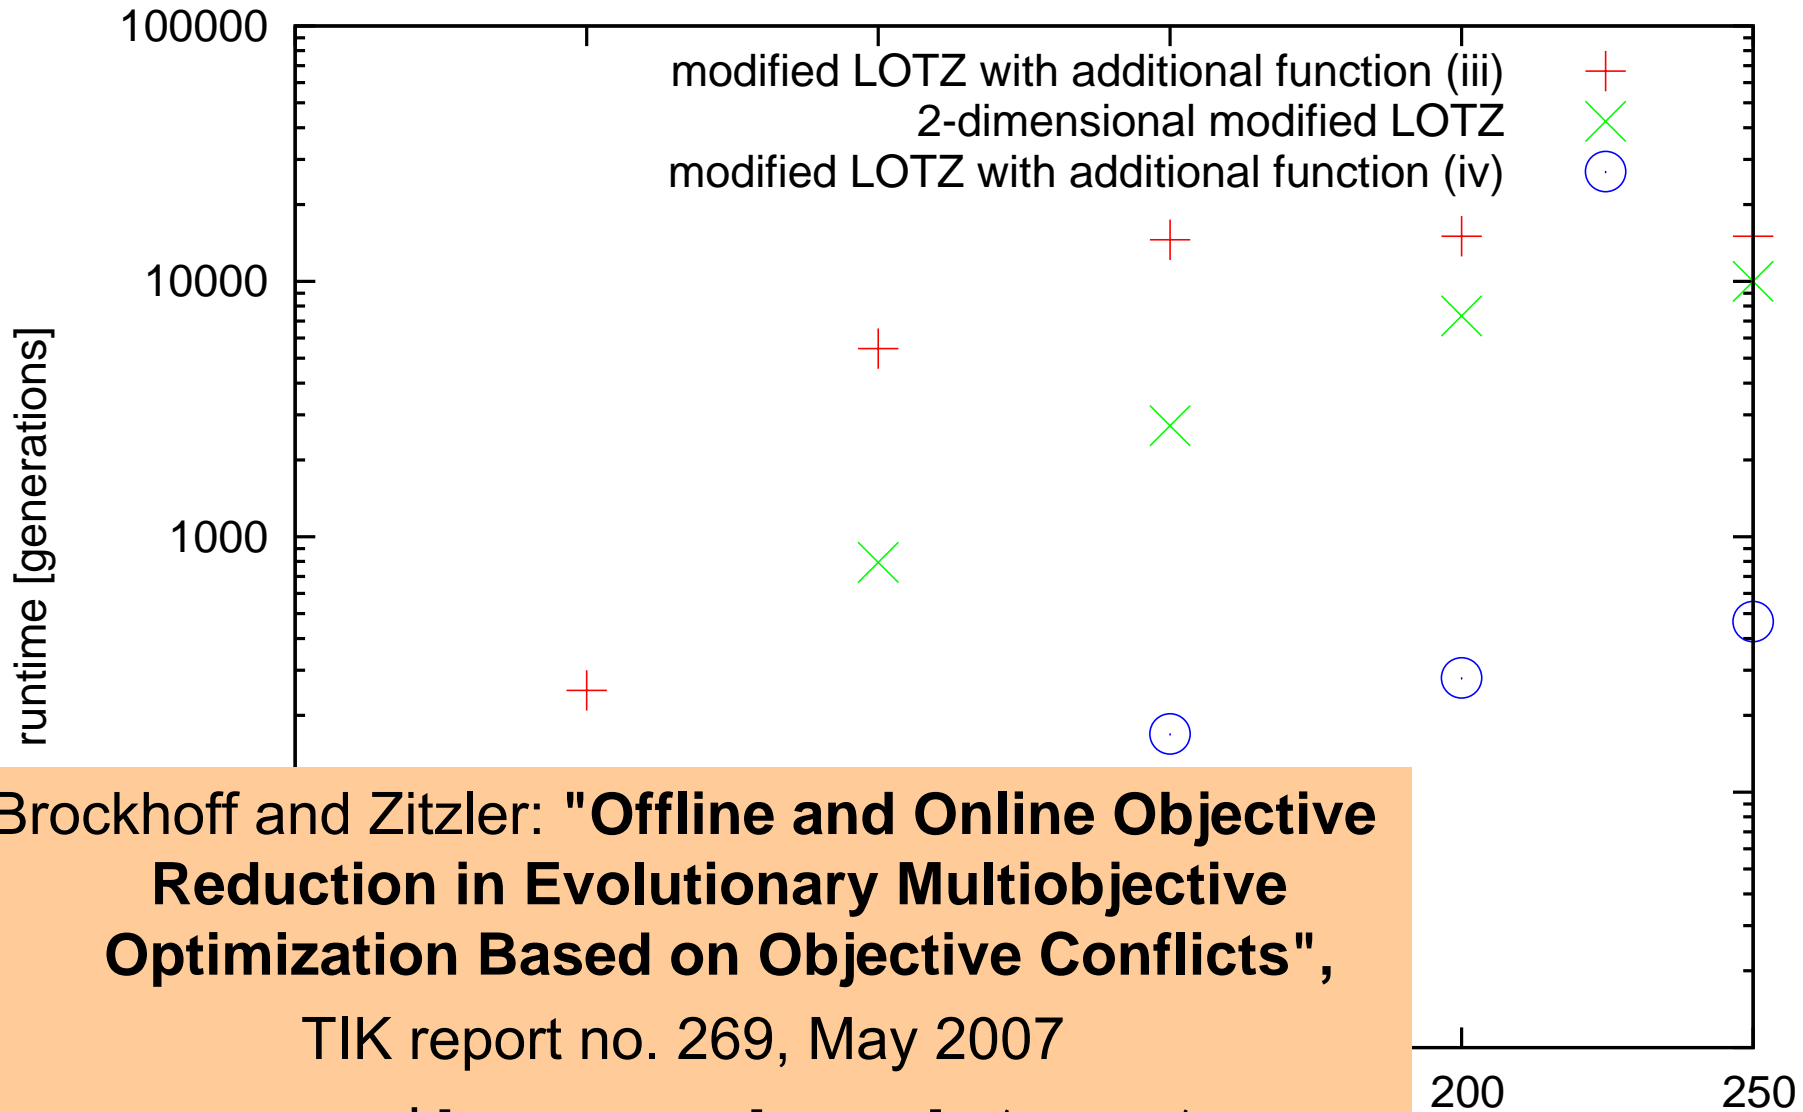 100000
modified LOTZ with additional function (iii)
2-dimensional modified LOTZ
modified LOTZ with additional function (iv)
10000
1000
runtime [generations]
Brockhoff and Zitzler: "Offline and Online Objective
Reduction in Evolutionary Multiobjective
Optimization Based on Objective Conflicts",
TIK report no. 269, May 2007
200
250